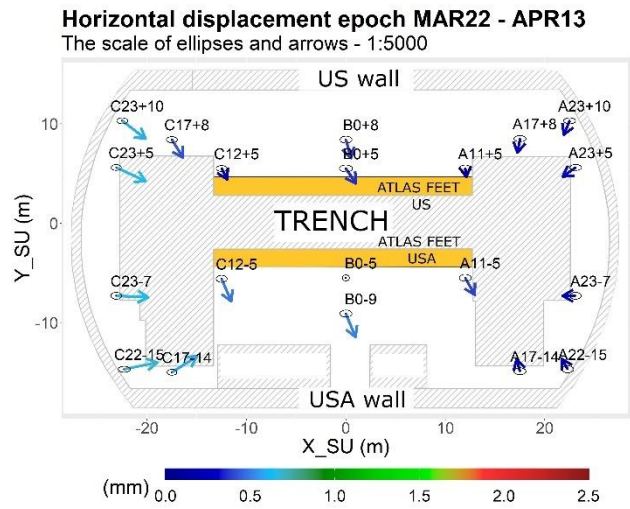 Horizontal displacement epoch MAR22 - APR13
The scale of ellipses and arrows - 1:5000
US wall
C23+10
A23+10
C17+8
B0+8
A17+8
10
C23+5
C12+5
B0+5
A11+5
A23+5
ATLAS FEET
US
0
TRENCH
Y_SU (m)
ATLAS FEET
USA
C12-5
B0-5
A11-5
C23-7
B0-9
A23-7
-10
C22-15
C17-14
A17-14
A22-15
USA wall
-20 -10 0 10 20
X_SU (m)
(mm)
0.0 0.5 1.0 1.5 2.0 2.5